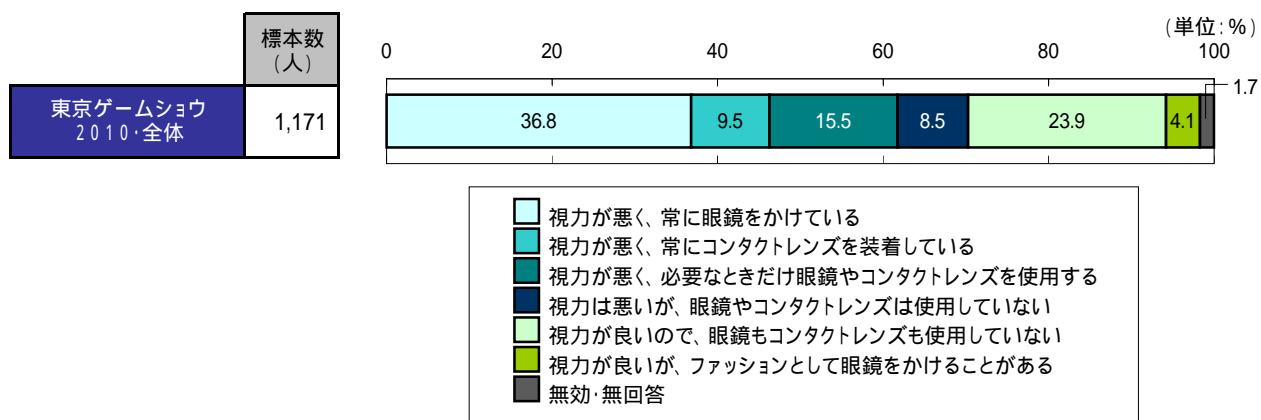 (単位:%)
標本数
(人)
0 20 40 60 80 100
東京ゲームショウ
2010・全体
1,171
36.8 9.5 15.5 8.5 23.9 4.1 1.7
視力が悪く、常に眼鏡をかけている
視力が悪く、常にコンタクトレンズを装着している
視力が悪く、必要なときだけ眼鏡やコンタクトレンズを使用する
視力は悪いが、眼鏡やコンタクトレンズは使用していない
視力が良いので、眼鏡もコンタクトレンズも使用していない
視力が良いが、ファッションとして眼鏡をかけることがある
無効・無回答